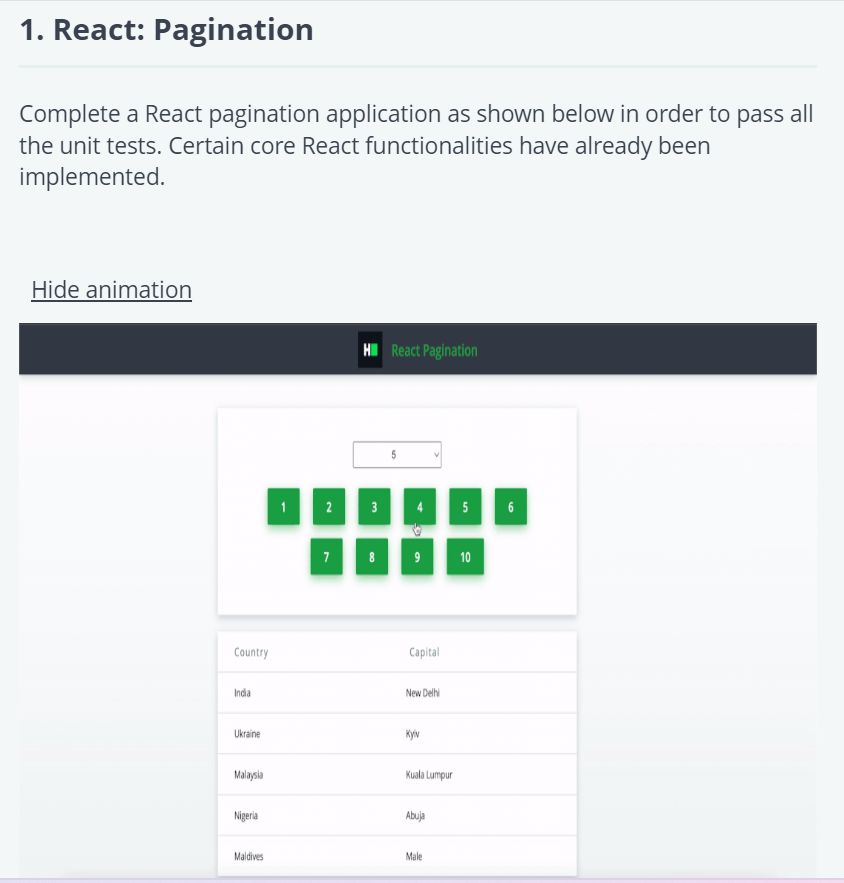 1. React: Pagination
Complete a React pagination application as shown below in order to pass all
the unit tests. Certain core React functionalities have already been
implemented.
Hide animation
H React Pagination
5
1 2 3 4 5 6
7 8 9 10
Country Capital
India New Delhi
Ukraine Kyiv
Malaysia Kuala Lumpur
Nigeria Abuja
Maldives Male